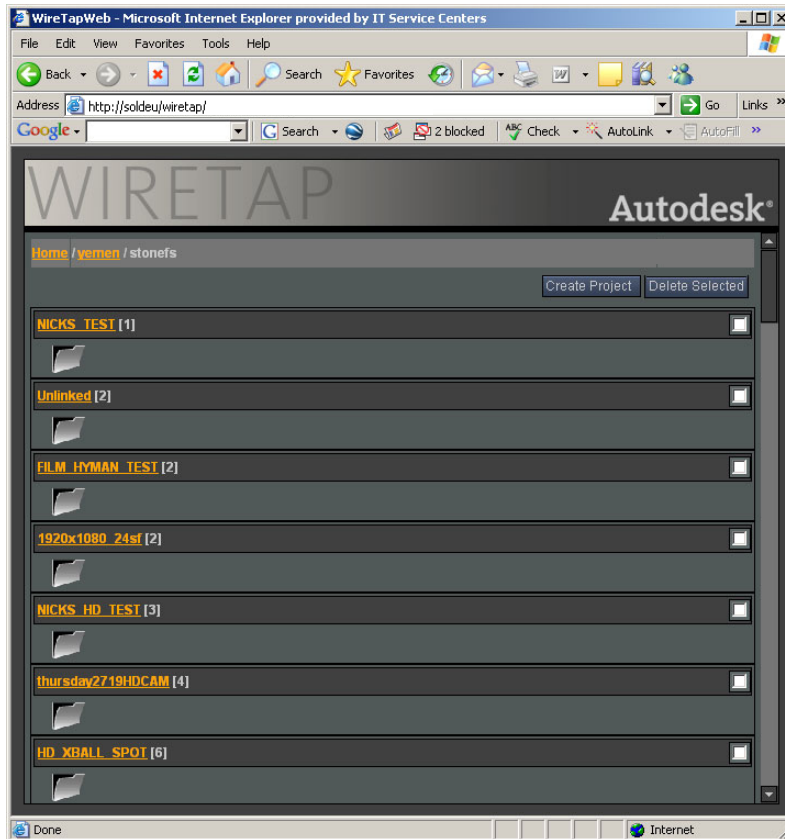 WireTapWeb - Microsoft Internet Explorer provided by IT Service Centers
File Edit View Favorites Tools Help
Back Search Favorites
Address http://soldeu/wiretap/ Go Links »
Google Search 2 blocked ABC Check AutoLink AutoFill »
WIRETAP
Autodesk®
Home / yemen / stonefs
Create Project Delete Selected
NICKS_TEST [1]
Unlinked [2]
FILM_HYMAN_TEST [2]
1920x1080_24sf [2]
NICKS_HD_TEST [3]
thursday2719HDCAM [4]
HD_XBALL_SPOT [6]
Done Internet